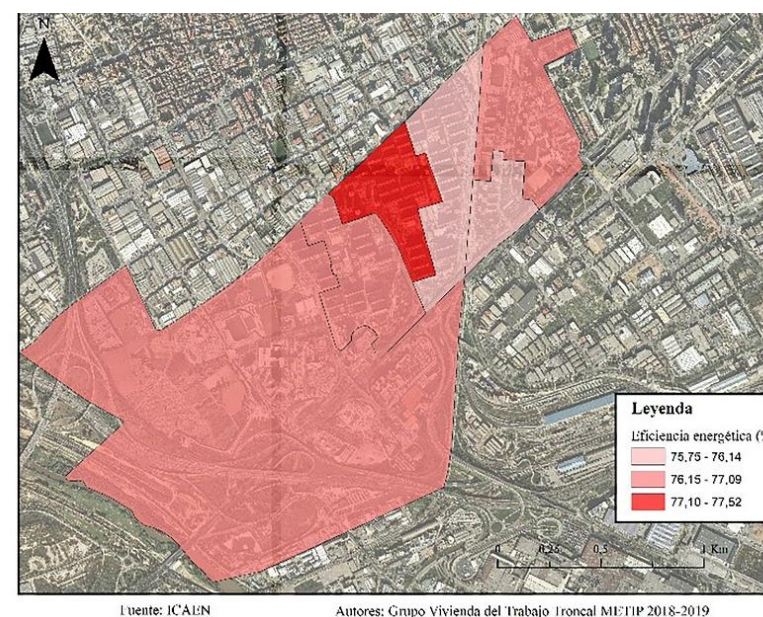 N
Leyenda
Eficiencia energética (%
75,75 - 76,14
76,15 - 77,09
77,10 - 77,52
0 0,25 0,5 1 Km
Fuente: ICAEN
Autores: Grupo Vivienda del Trabajo Troncal METIP 2018-2019